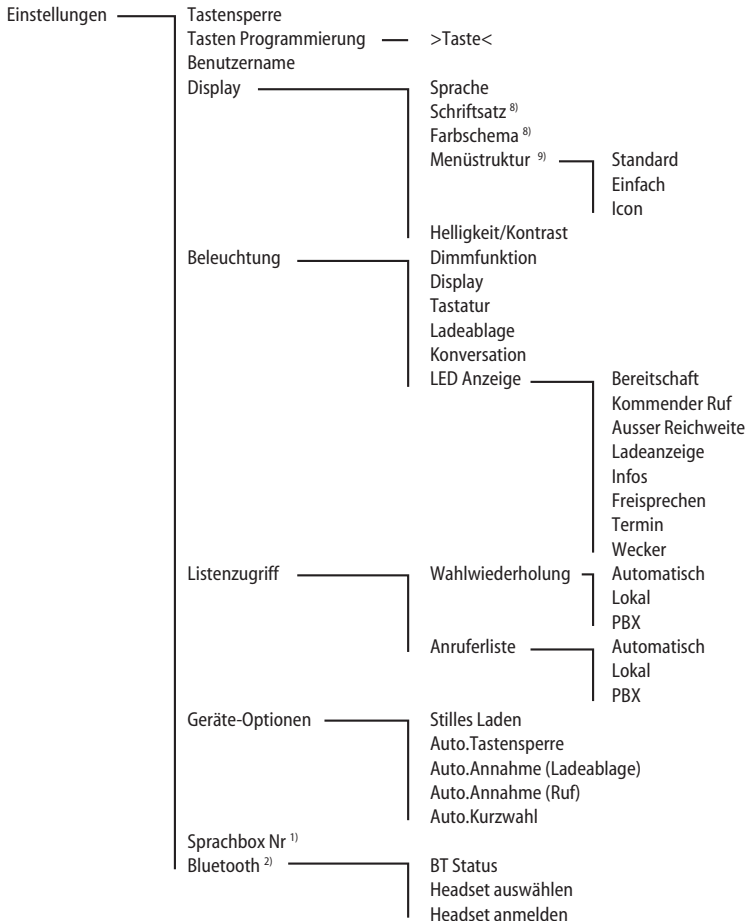 Einstellungen Tastensperre
Tasten Programmierung >Taste<
Benutzername
Display Sprache
Schriftsatz 8)
Farbschema 8)
Menüstruktur 9) Standard
Einfach
Icon
Helligkeit/Kontrast
Beleuchtung Dimmfunktion
Display
Tastatur
Ladeablage
Konversation
LED Anzeige Bereitschaft
Kommender Ruf
Ausser Reichweite
Ladeanzeige
Infos
Freisprechen
Termin
Wecker
Listenzugriff Wahlwiederholung Automatisch
Lokal
PBX
Anruferliste Automatisch
Lokal
PBX
Geräte-Optionen Stilles Laden
Auto.Tastensperre
Auto.Annahme (Ladeablage)
Auto.Annahme (Ruf)
Auto.Kurzwahl
Sprachbox Nr 1)
Bluetooth 2) BT Status
Headset auswählen
Headset anmelden